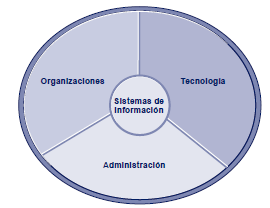 Organizaciones
Tecnología
Sistemas de
Información
Administración